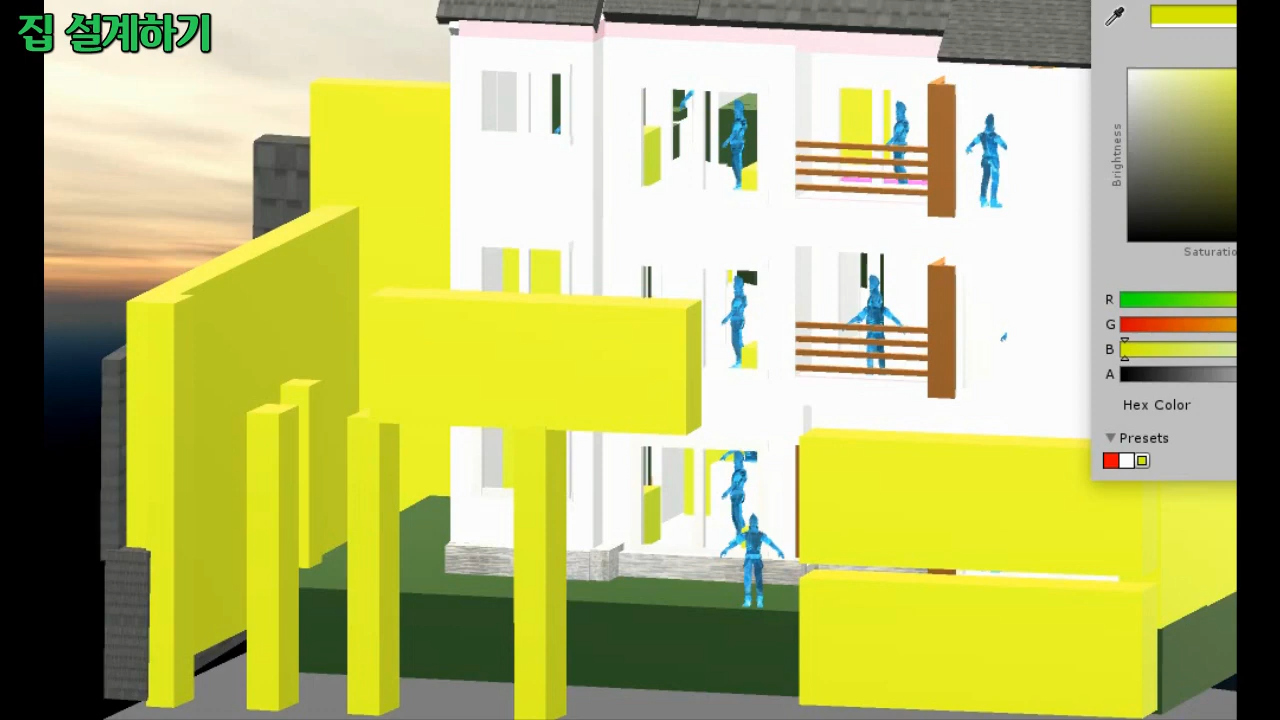 집 설계하기
Brightness
Saturatio
R
G
B
A
Hex Color
Presets